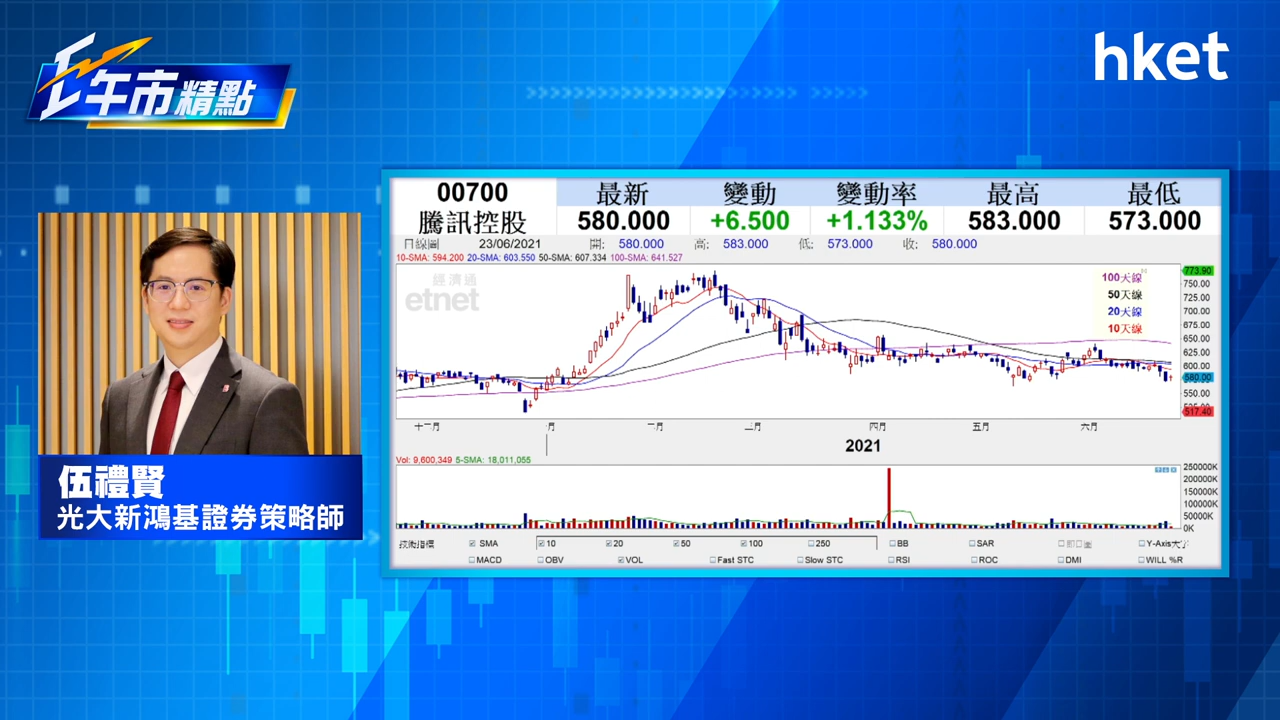 午市精點
hket
伍禮賢
光大新鴻基證券策略師
00700 最新 變動 變動率 最高 最低
騰訊控股 580.000 +6.500 +1.133% 583.000 573.000
日線圖 23/06/2021 開: 580.000 高: 583.000 低: 573.000 收: 580.000
10-SMA: 594.200 20-SMA: 603.550 50-SMA: 607.334 100-SMA: 641.527
經濟通
etnet
100天線
50天線
20天線
10天線
773.90
750.00
725.00
700.00
675.00
650.00
625.00
600.00
580.00
550.00
517.40
十二月 二月 三月 四月 五月 六月
2021
Vol: 9,600,349 5-SMA: 18,011,055
250000K
200000K
150000K
100000K
50000K
0K
技術指標 SMA 10 20 50 100 250 BB SAR Y-Axis大字
MACD OBV VOL Fast STC Slow STC RSI ROC DMI WILL %R